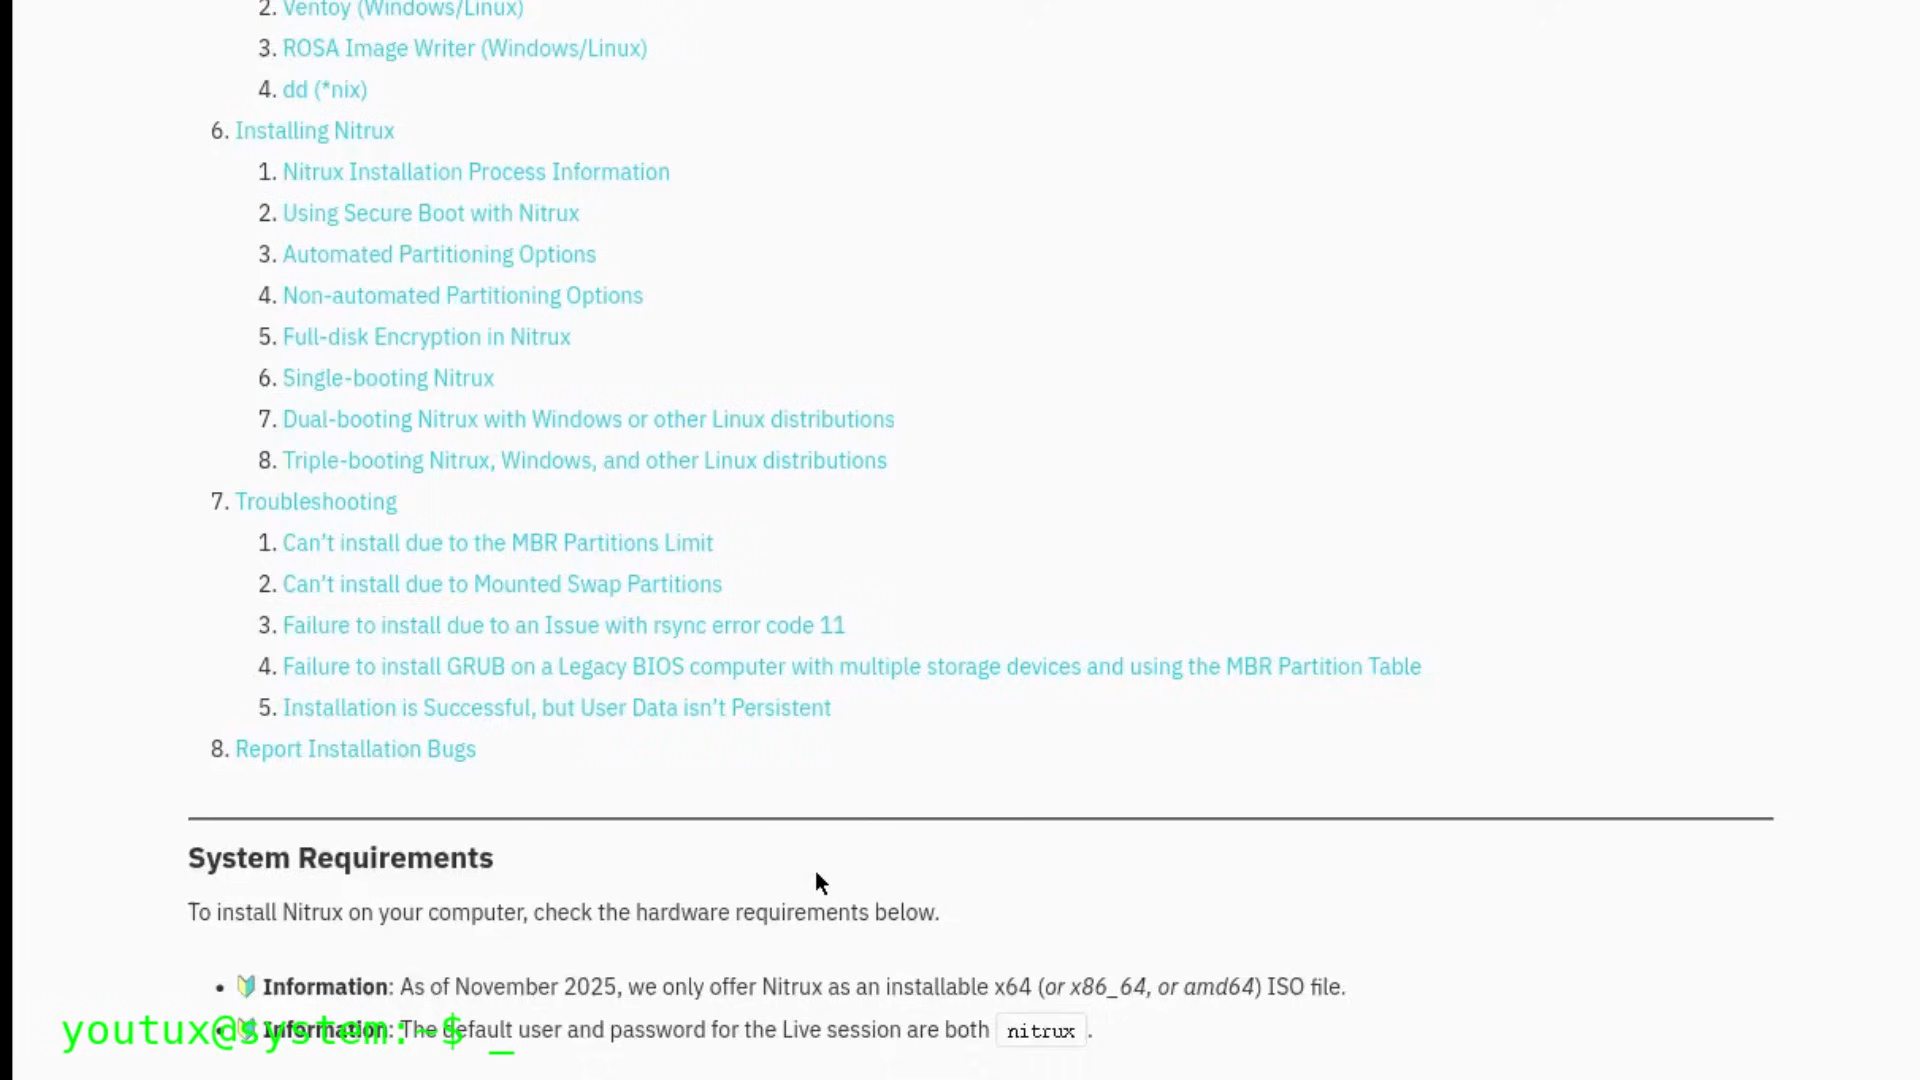 2. Ventoy (Windows/Linux)
3. ROSA Image Writer (Windows/Linux)
4. dd (*nix)
6. Installing Nitrux
1. Nitrux Installation Process Information
2. Using Secure Boot with Nitrux
3. Automated Partitioning Options
4. Non-automated Partitioning Options
5. Full-disk Encryption in Nitrux
6. Single-booting Nitrux
7. Dual-booting Nitrux with Windows or other Linux distributions
8. Triple-booting Nitrux, Windows, and other Linux distributions
7. Troubleshooting
1. Can’t install due to the MBR Partitions Limit
2. Can’t install due to Mounted Swap Partitions
3. Failure to install due to an Issue with rsync error code 11
4. Failure to install GRUB on a Legacy BIOS computer with multiple storage devices and using the MBR Partition Table
5. Installation is Successful, but User Data isn’t Persistent
8. Report Installation Bugs
System Requirements
To install Nitrux on your computer, check the hardware requirements below.
• 🔰 Information: As of November 2025, we only offer Nitrux as an installable x64 (or x86_64, or amd64) ISO file.
• 🔰 Information: The default user and password for the Live session are both nitrux.
youtux@system:~$ _